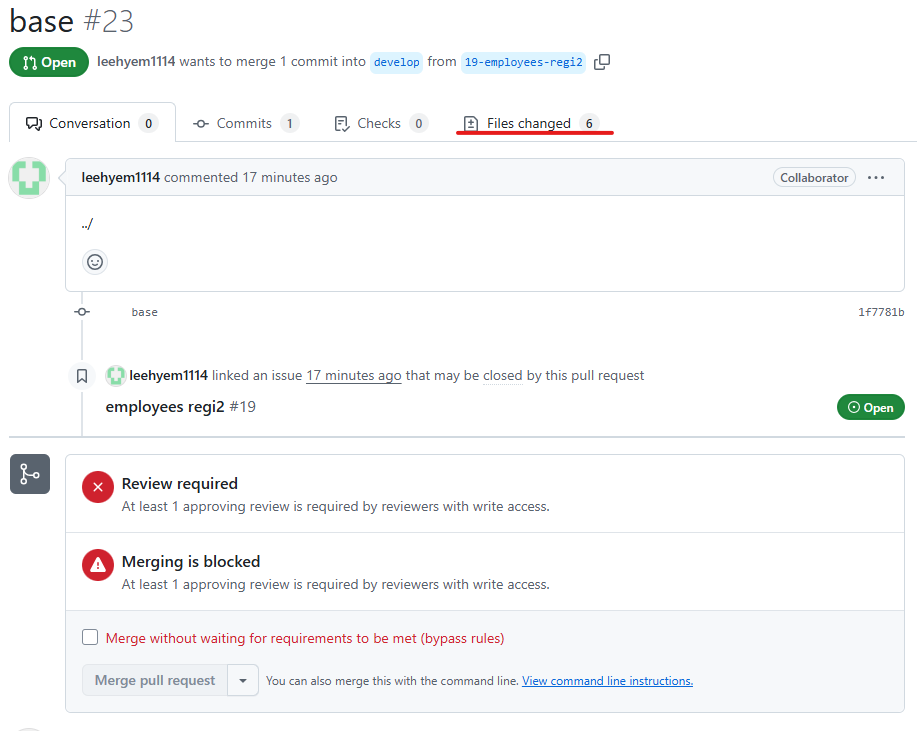 base #23
Open leehyem1114 wants to merge 1 commit into develop from 19-employees-regi2
Conversation 0 Commits 1 Checks 0 Files changed 6
leehyem1114 commented 17 minutes ago Collaborator
../
base 1f7781b
leehyem1114 linked an issue 17 minutes ago that may be closed by this pull request
employees regi2 #19 Open
Review required
At least 1 approving review is required by reviewers with write access.
Merging is blocked
At least 1 approving review is required by reviewers with write access.
Merge without waiting for requirements to be met (bypass rules)
Merge pull request You can also merge this with the command line. View command line instructions.